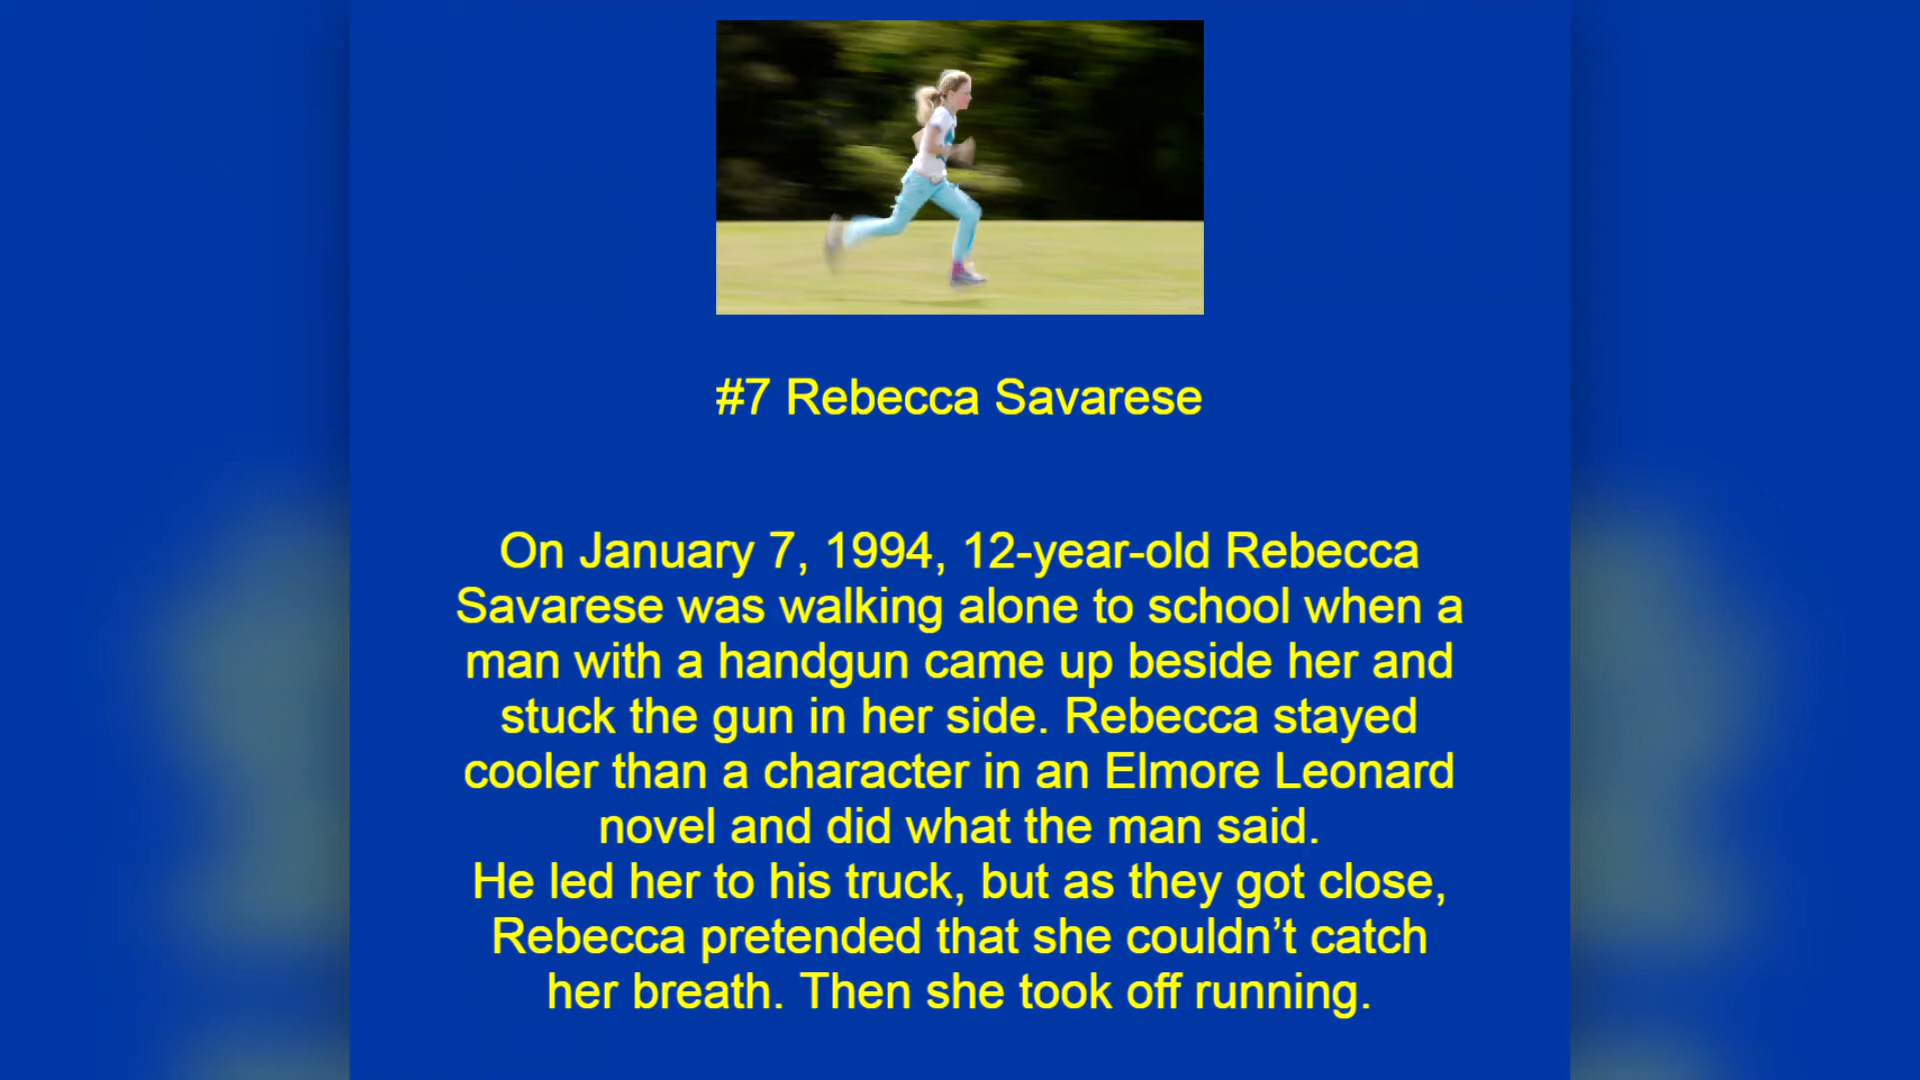 #7 Rebecca Savarese
On January 7, 1994, 12-year-old Rebecca
Savarese was walking alone to school when a
man with a handgun came up beside her and
stuck the gun in her side. Rebecca stayed
cooler than a character in an Elmore Leonard
novel and did what the man said.
He led her to his truck, but as they got close,
Rebecca pretended that she couldn’t catch
her breath. Then she took off running.